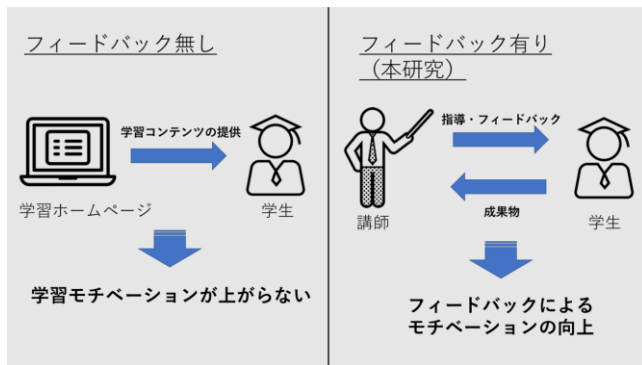 フィードバック無し
学習コンテンツの提供
学習ホームページ
学生
学習モチベーションが上がらない
フィードバック有り
（本研究）
指導・フィードバック
成果物
講師
学生
フィードバックによる
モチベーションの向上